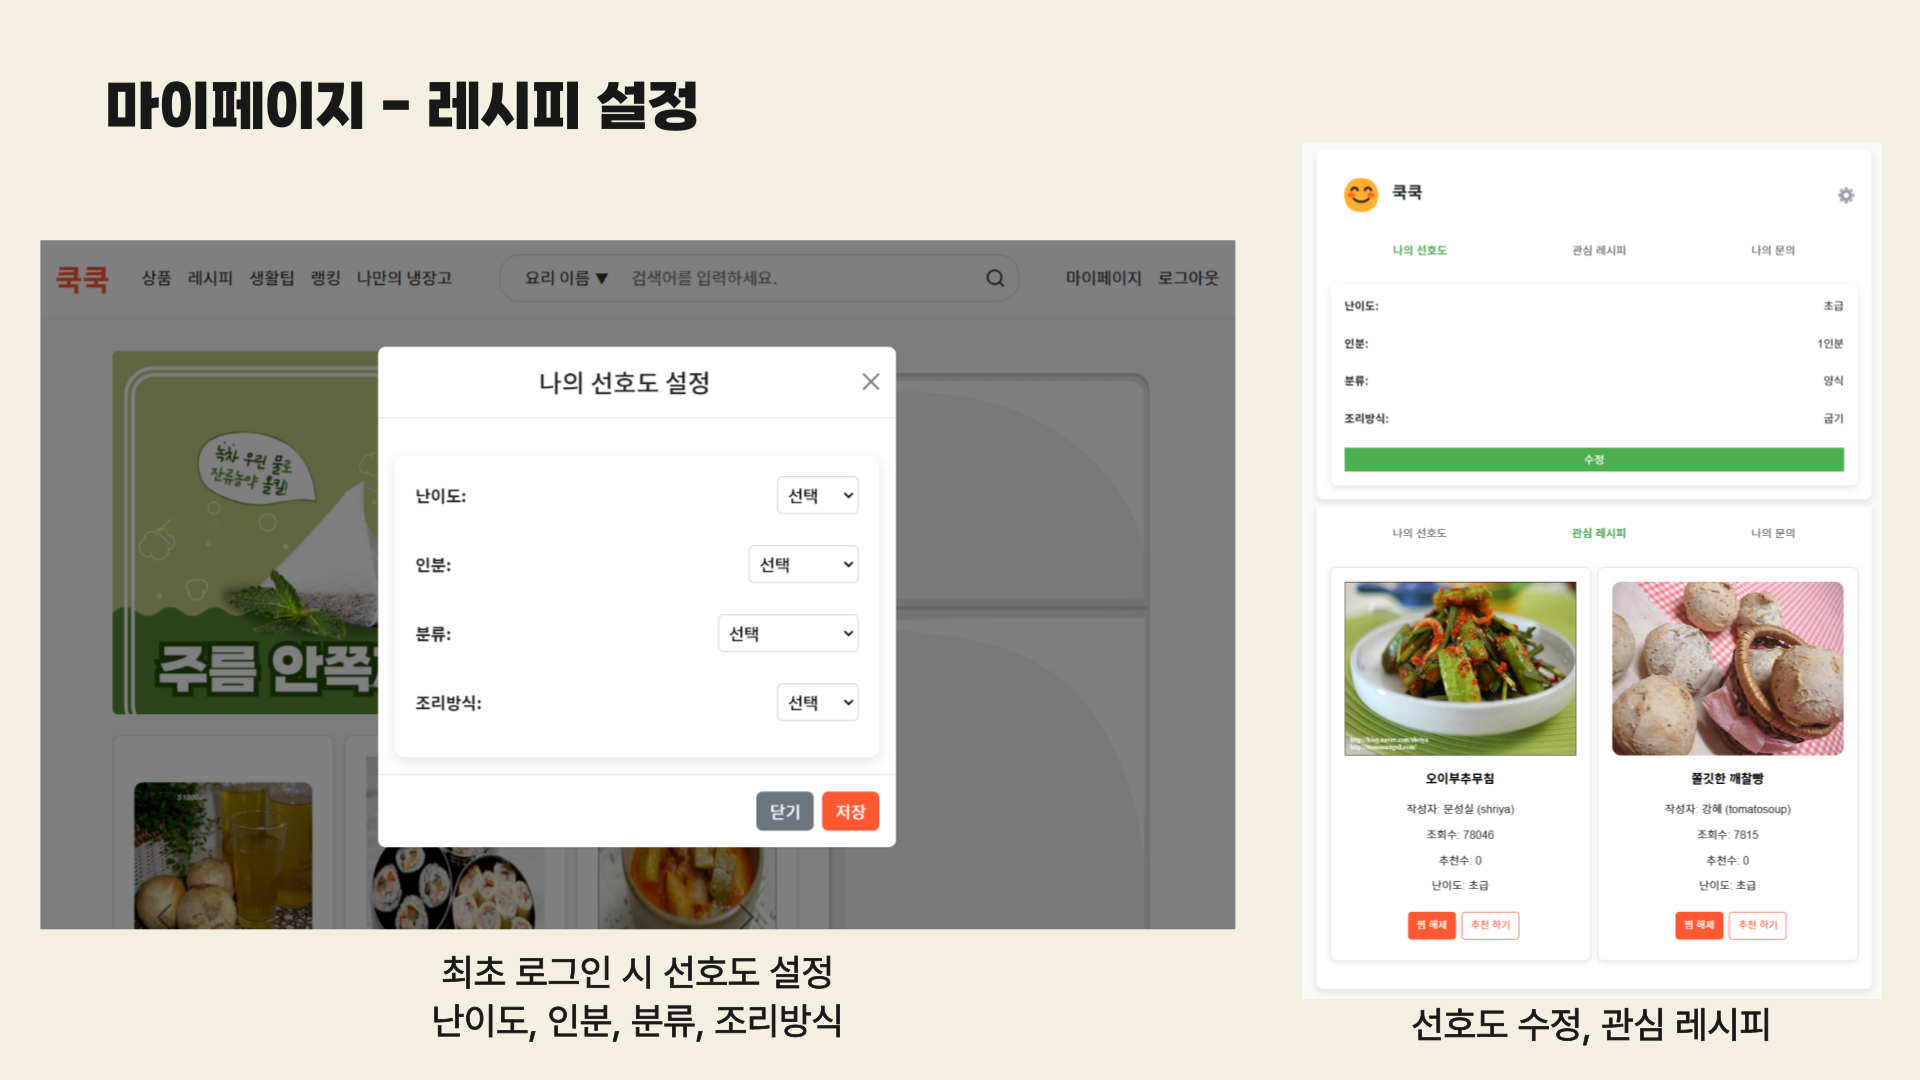 마이페이지 - 레시피 설정
쿡쿡
상품 레시피 생활팁 랭킹 나만의 냉장고
요리 이름 ▼ 검색어를 입력하세요.
마이페이지 로그아웃
녹차 우린 물로
잔류농약 올킬!
주름 안쪽
나의 선호도 설정
난이도: 선택
인분: 선택
분류: 선택
조리방식: 선택
닫기 저장
최초 로그인 시 선호도 설정
난이도, 인분, 분류, 조리방식
쿡쿡
나의 선호도 관심 레시피 나의 문의
난이도: 초급
인분: 1인분
분류: 양식
조리방식: 굽기
수정
나의 선호도 관심 레시피 나의 문의
오이부추무침
작성자: 문성실 (shriya)
조회수: 78046
추천수: 0
난이도: 초급
찜 해제 추천 하기
쫄깃한 깨찰빵
작성자: 강혜 (tomatosoup)
조회수: 7815
추천수: 0
난이도: 초급
찜 해제 추천 하기
선호도 수정, 관심 레시피